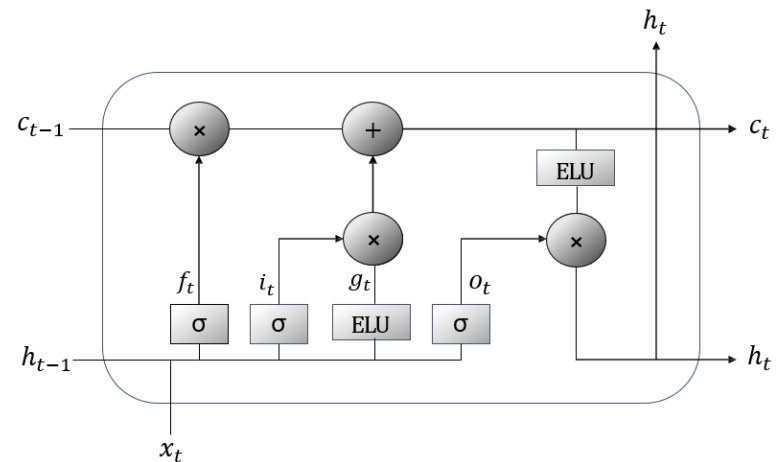 h_t
c_{t−1} × + c_t
ELU
× ×
f_t i_t g_t o_t
σ σ ELU σ
h_{t−1} h_t
x_t